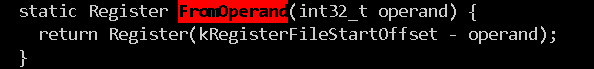 static Register FromOperand(int32_t operand) {
  return Register(kRegisterFileStartOffset - operand);
}